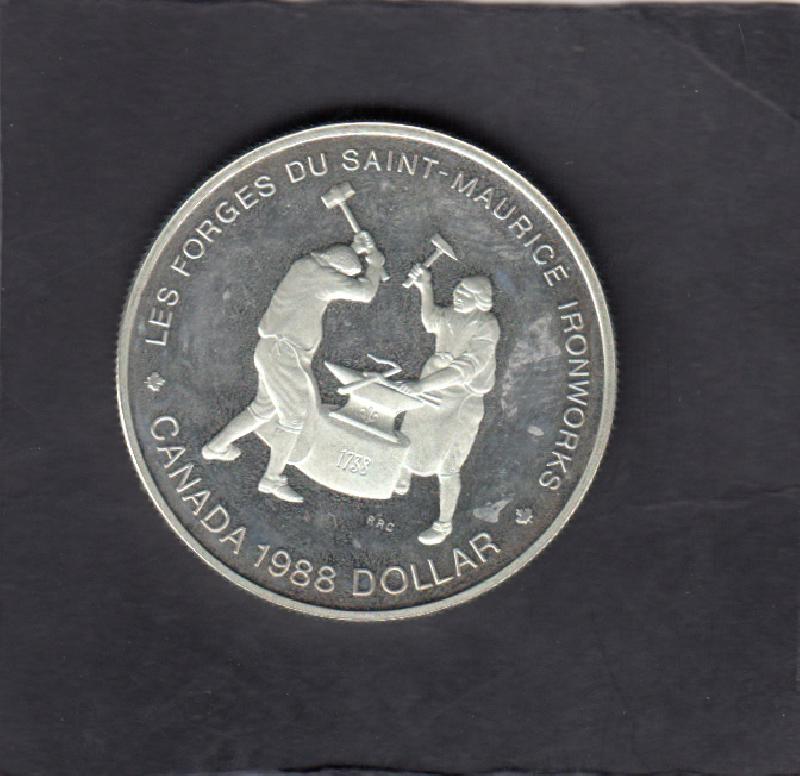 LES FORGES DU SAINT-MAURICE IRONWORKS
1738
RRC
CANADA 1988 DOLLAR